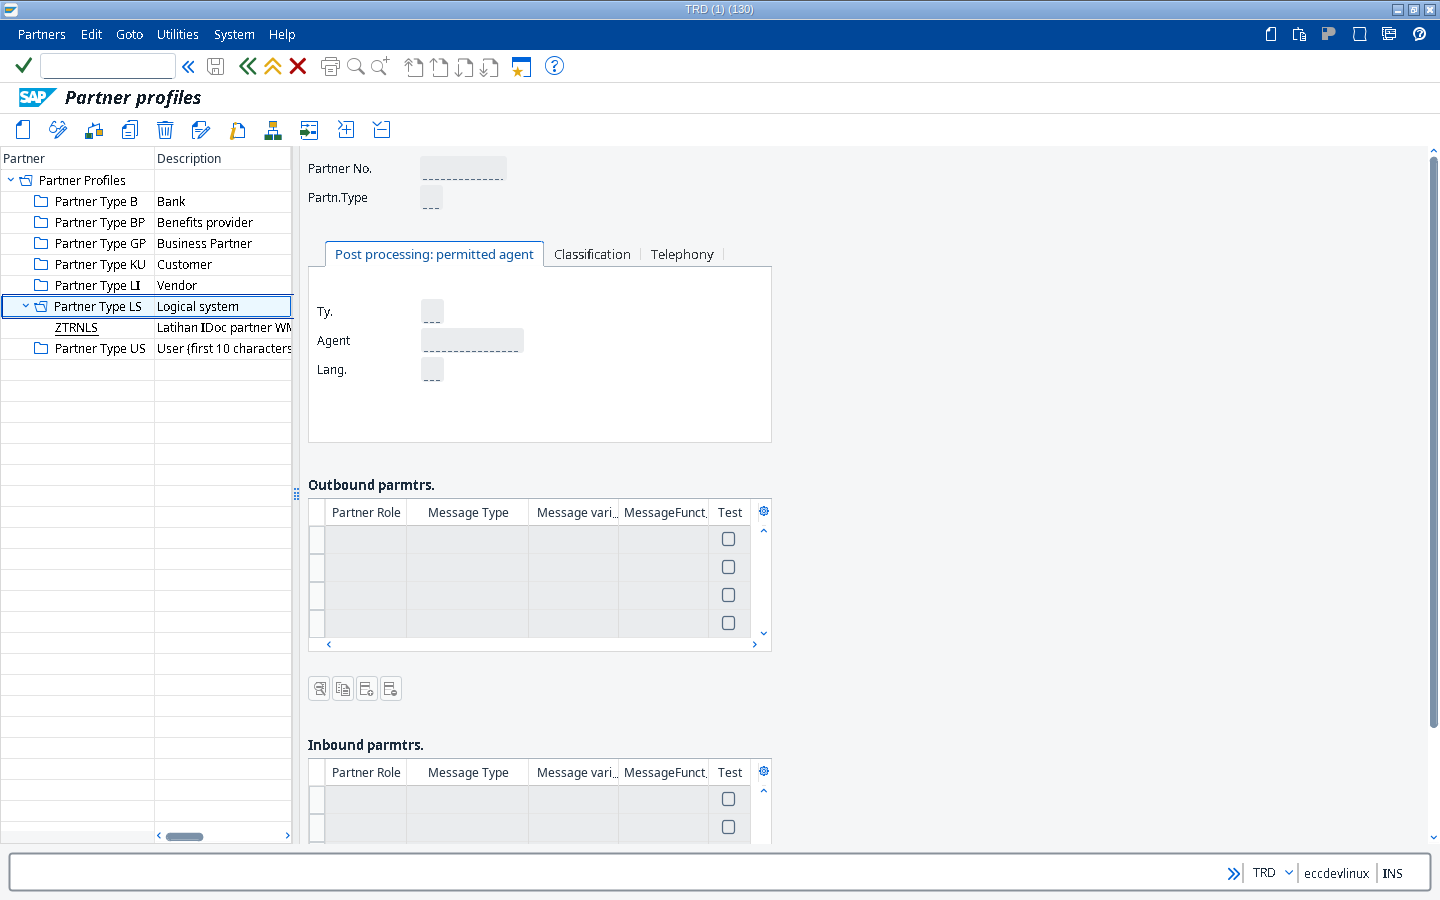 TRD (1) (130)
Partners Edit Goto Utilities System Help
SAP Partner profiles
Partner Description
Partner Profiles
Partner Type B Bank
Partner Type BP Benefits provider
Partner Type GP Business Partner
Partner Type KU Customer
Partner Type LI Vendor
Partner Type LS Logical system
ZTRNLS Latihan IDoc partner WM
Partner Type US User (first 10 characters
Partner No.
Partn.Type
Post processing: permitted agent Classification Telephony
Ty.
Agent
Lang.
Outbound parmtrs.
Partner Role Message Type Message vari... MessageFunct. Test
Inbound parmtrs.
Partner Role Message Type Message vari... MessageFunct. Test
TRD eccdevlinux INS